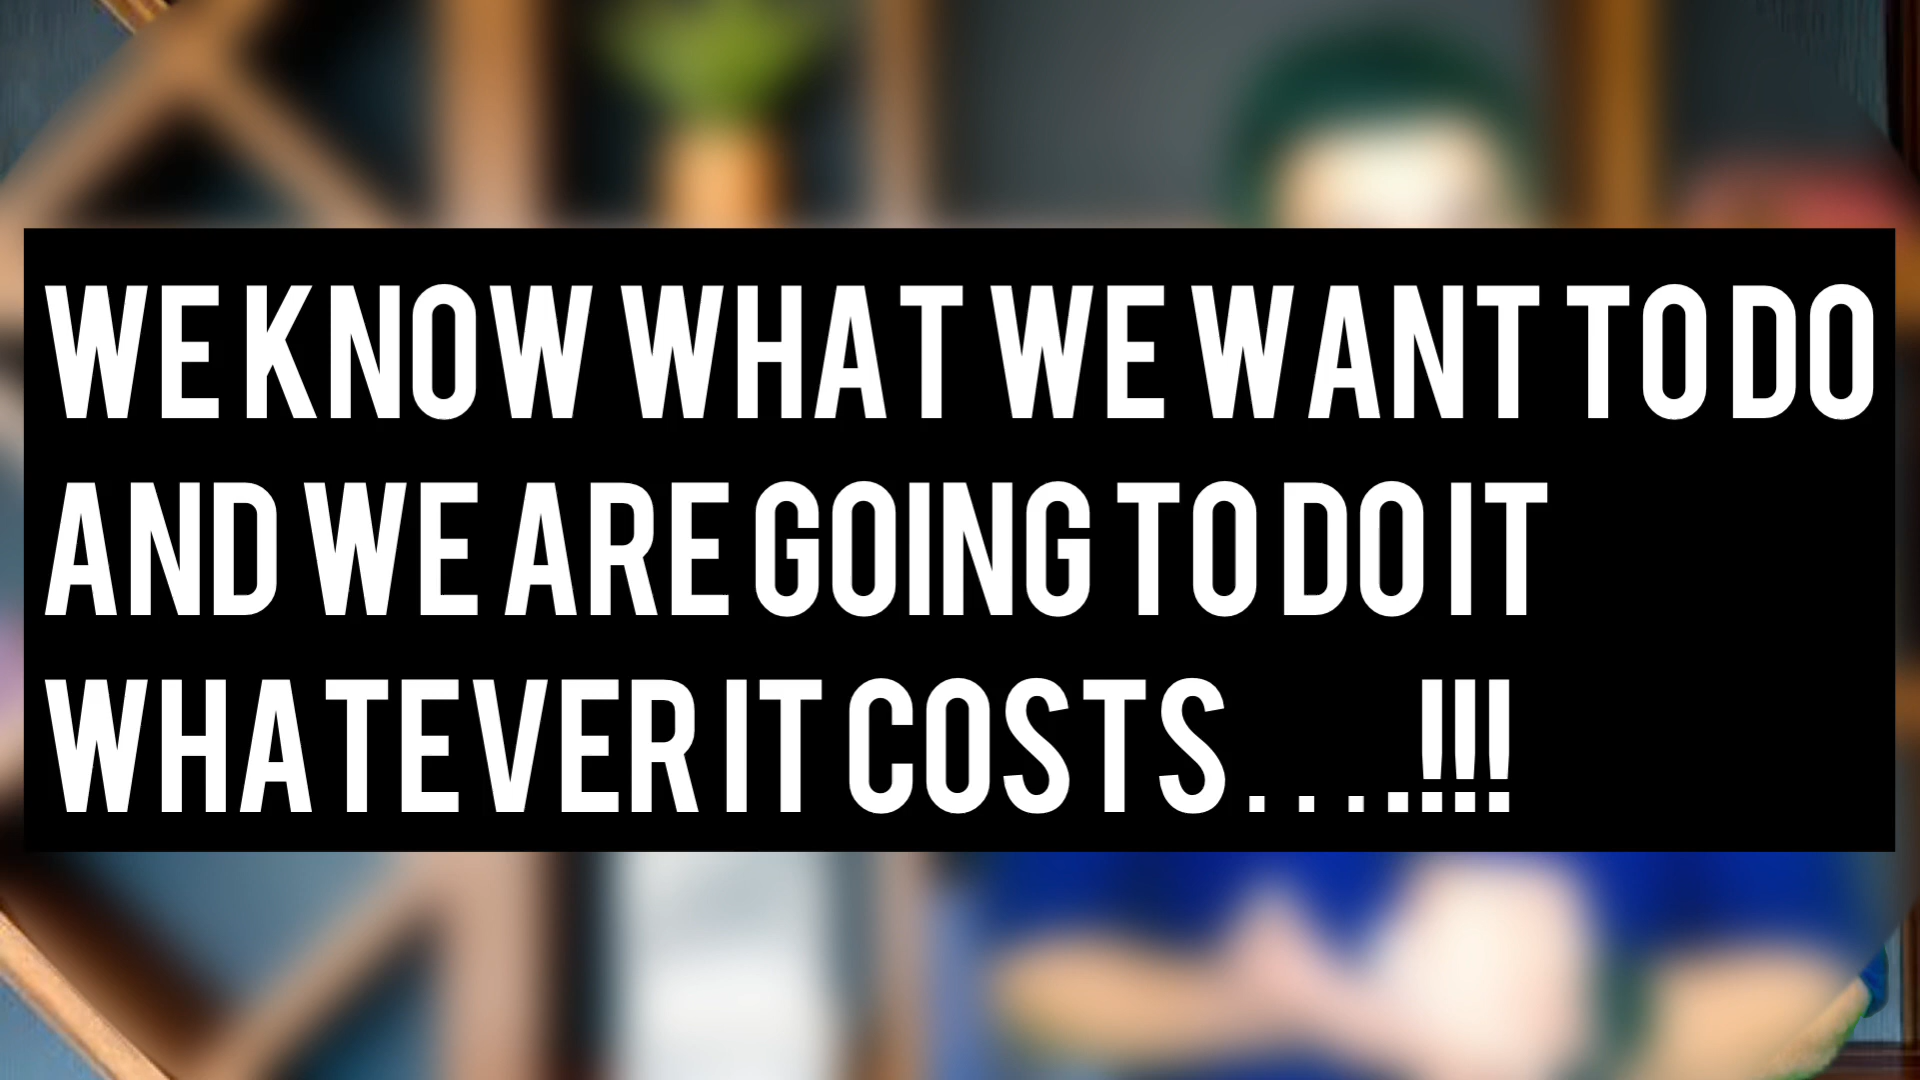 WE KNOW WHAT WE WANT TO DO
AND WE ARE GOING TO DO IT
WHATEVER IT COSTS . . ..!!!